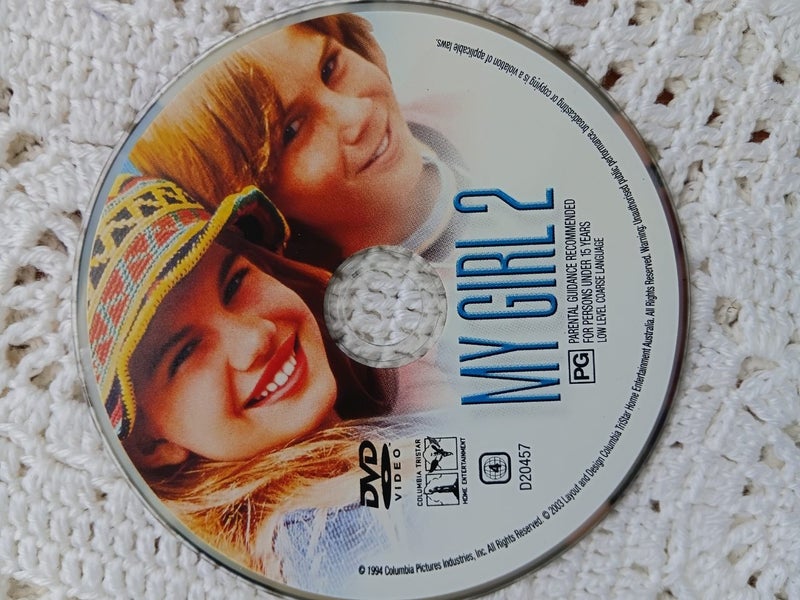 MY GIRL 2
PG
PARENTAL GUIDANCE RECOMMENDED
FOR PERSONS UNDER 15 YEARS
LOW LEVEL COARSE LANGUAGE
DVD
VIDEO
COLUMBIA TRISTAR
HOME ENTERTAINMENT
4
D20457
© 1994 Columbia Pictures Industries, Inc. All Rights Reserved. © 2003 Layout and Design Columbia TriStar Home Entertainment Australia. All Rights Reserved. Warning: Unauthorised public performance, broadcasting or copying is a violation of applicable laws.